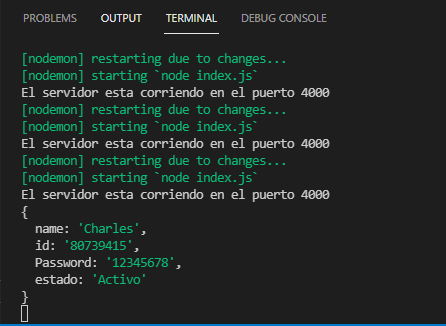 PROBLEMS OUTPUT TERMINAL DEBUG CONSOLE
[nodemon] restarting due to changes...
[nodemon] starting `node index.js`
El servidor esta corriendo en el puerto 4000
[nodemon] restarting due to changes...
[nodemon] starting `node index.js`
El servidor esta corriendo en el puerto 4000
[nodemon] restarting due to changes...
[nodemon] starting `node index.js`
El servidor esta corriendo en el puerto 4000
{
  name: 'Charles',
  id: '80739415',
  Password: '12345678',
  estado: 'Activo'
}